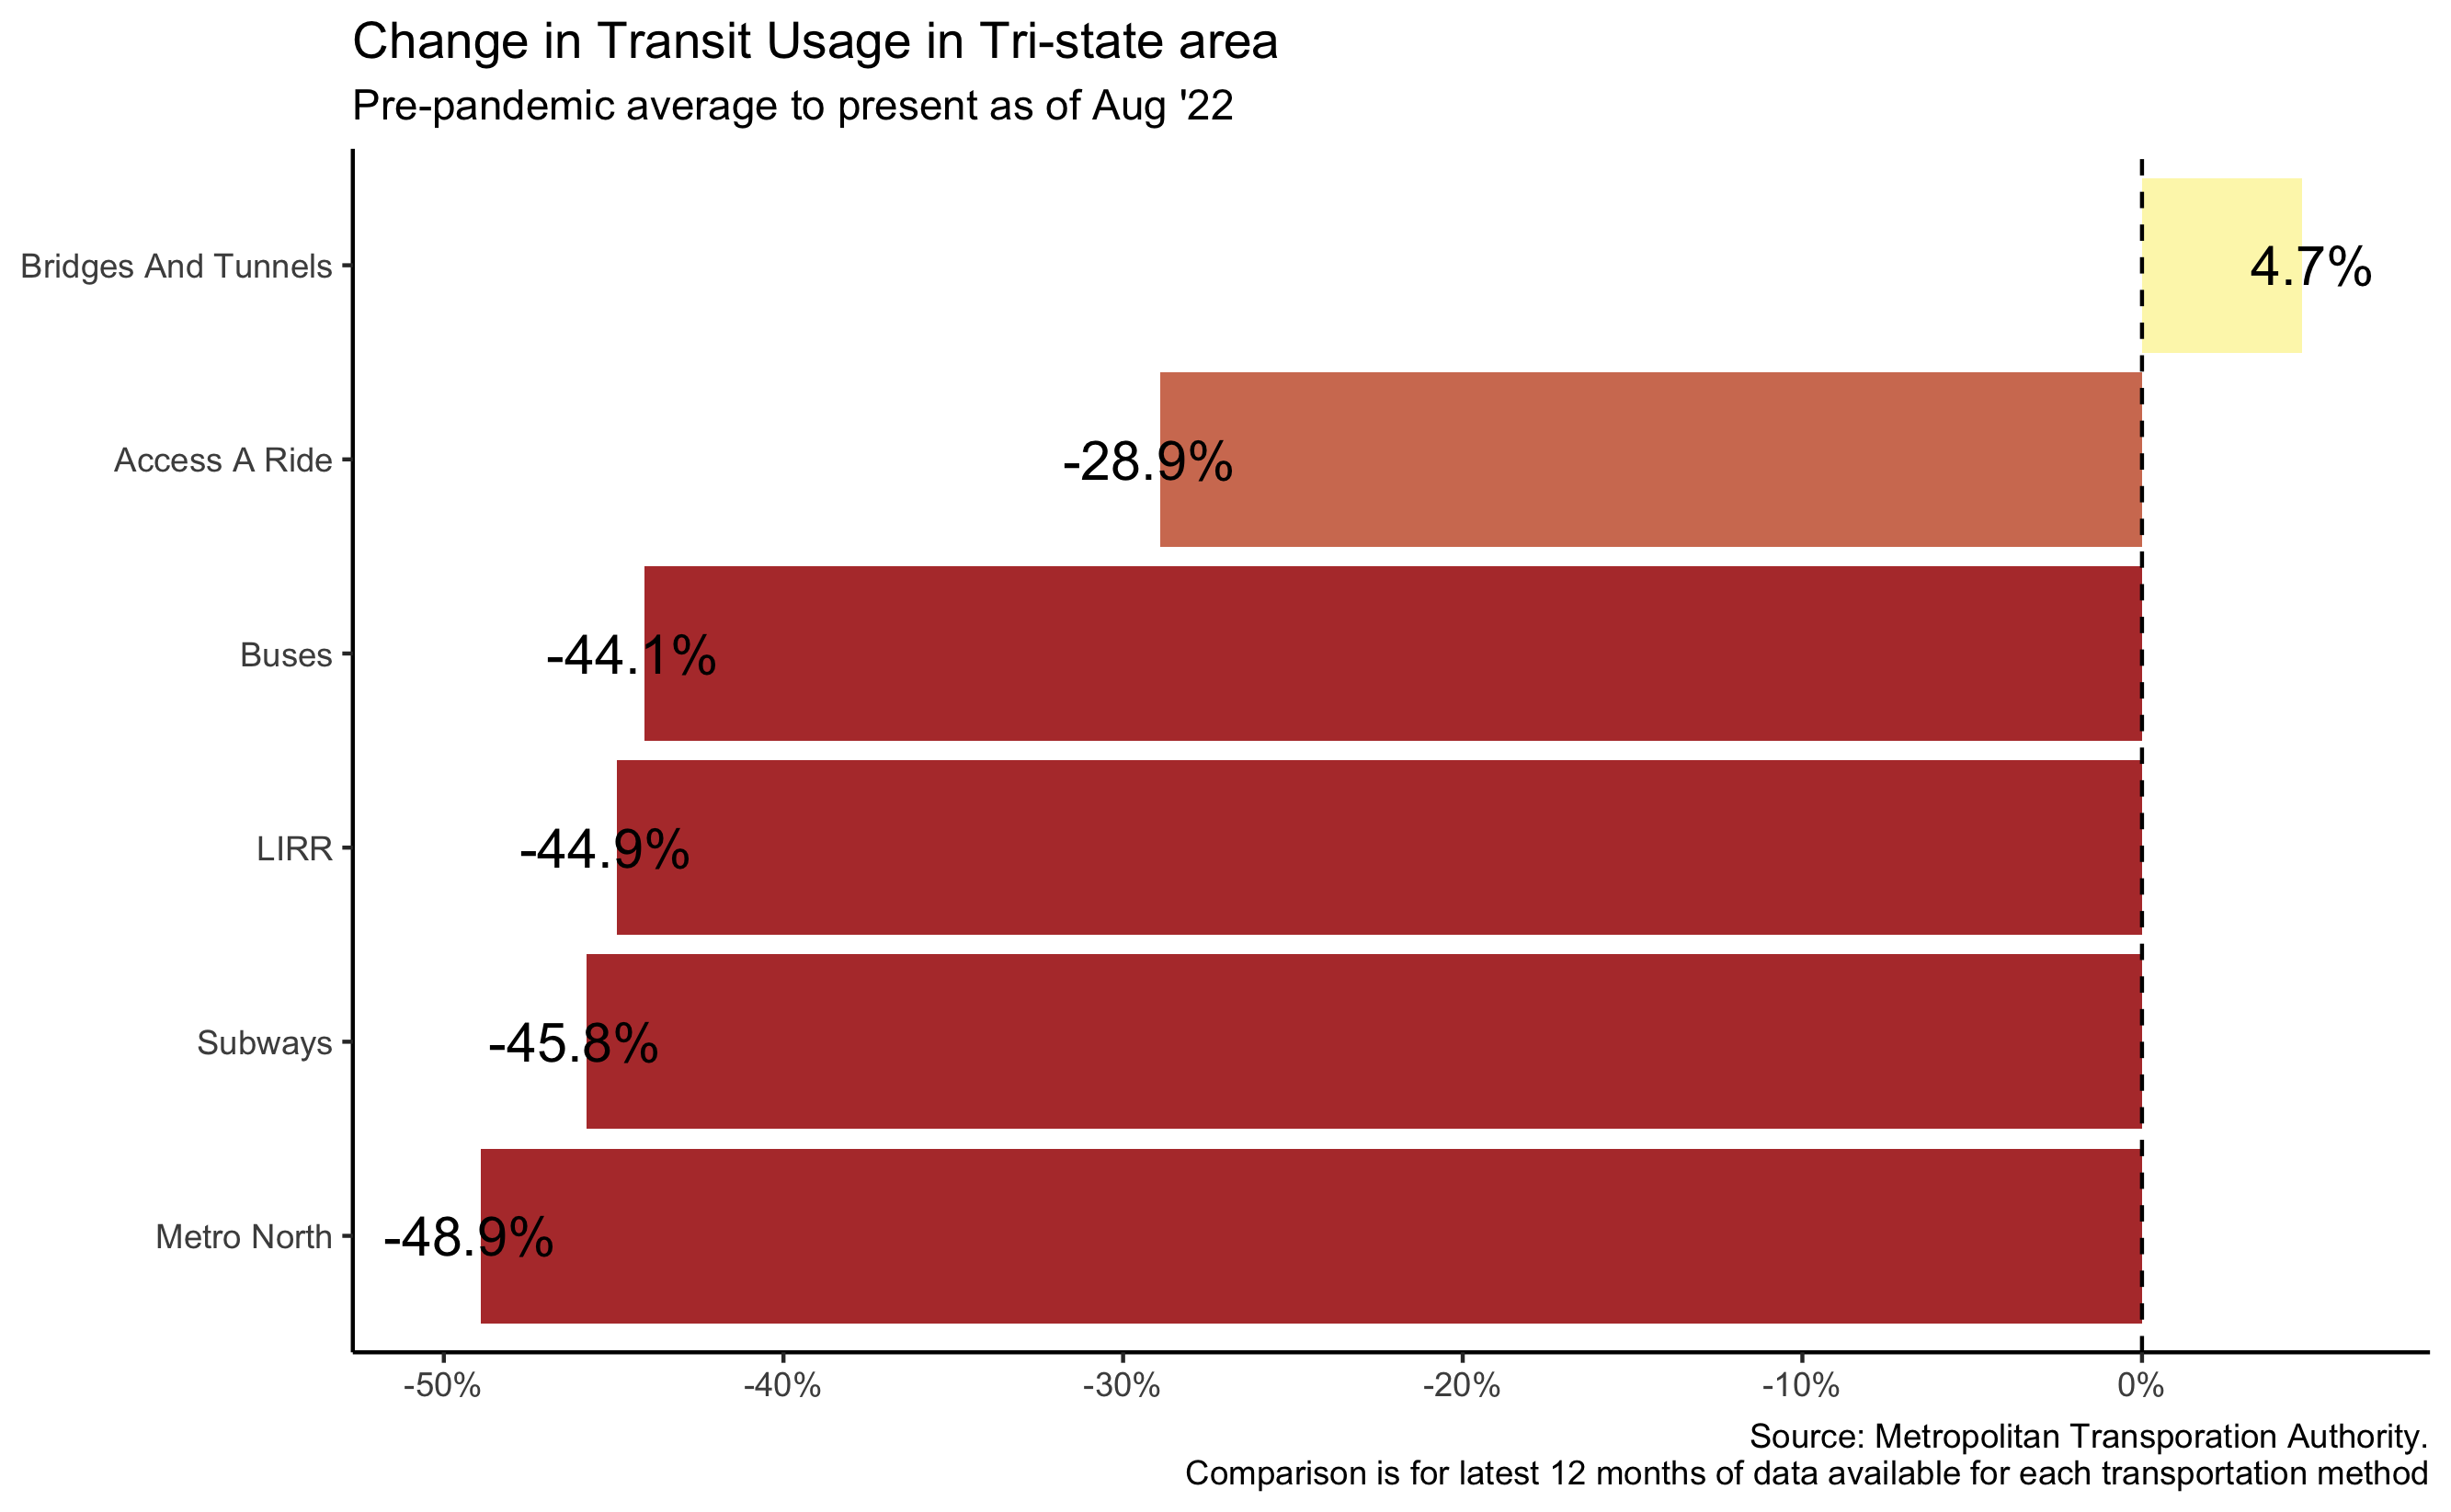 Change in Transit Usage in Tri-state area
Pre-pandemic average to present as of Aug '22
Bridges And Tunnels
4.7%
Access A Ride
-28.9%
Buses
-44.1%
LIRR
-44.9%
Subways
-45.8%
Metro North
-48.9%
-50% -40% -30% -20% -10% 0%
Source: Metropolitan Transporation Authority.
Comparison is for latest 12 months of data available for each transportation method